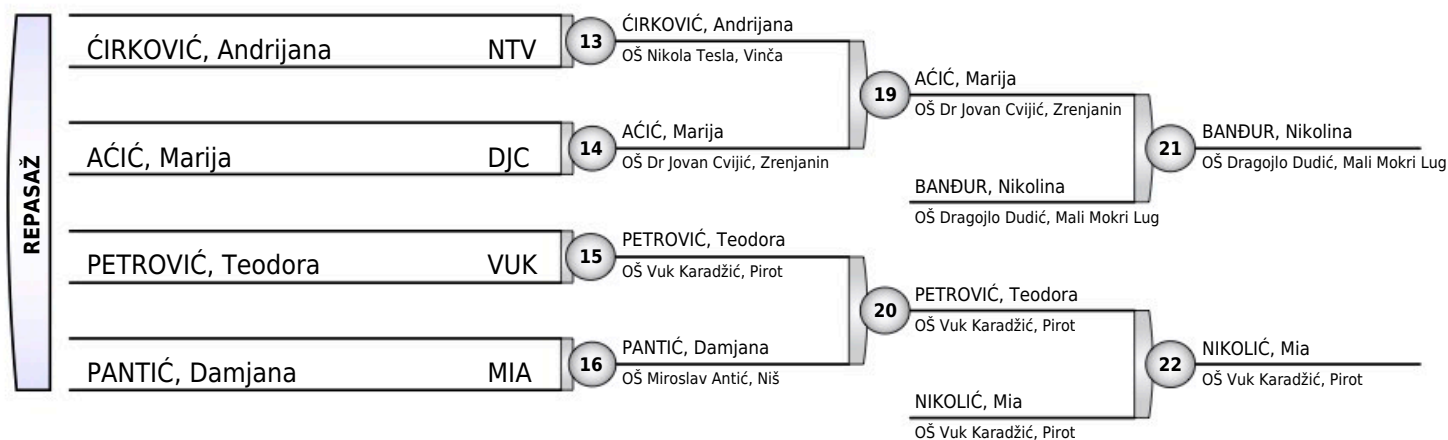 REPASAŽ
ĆIRKOVIĆ, Andrijana NTV
AĆIĆ, Marija DJC
PETROVIĆ, Teodora VUK
PANTIĆ, Damjana MIA
13
ĆIRKOVIĆ, Andrijana
OŠ Nikola Tesla, Vinča
14
AĆIĆ, Marija
OŠ Dr Jovan Cvijić, Zrenjanin
15
PETROVIĆ, Teodora
OŠ Vuk Karadžić, Pirot
16
PANTIĆ, Damjana
OŠ Miroslav Antić, Niš
19
AĆIĆ, Marija
OŠ Dr Jovan Cvijić, Zrenjanin
BANĐUR, Nikolina
OŠ Dragojlo Dudić, Mali Mokri Lug
20
PETROVIĆ, Teodora
OŠ Vuk Karadžić, Pirot
NIKOLIĆ, Mia
OŠ Vuk Karadžić, Pirot
21
BANĐUR, Nikolina
OŠ Dragojlo Dudić, Mali Mokri Lug
22
NIKOLIĆ, Mia
OŠ Vuk Karadžić, Pirot